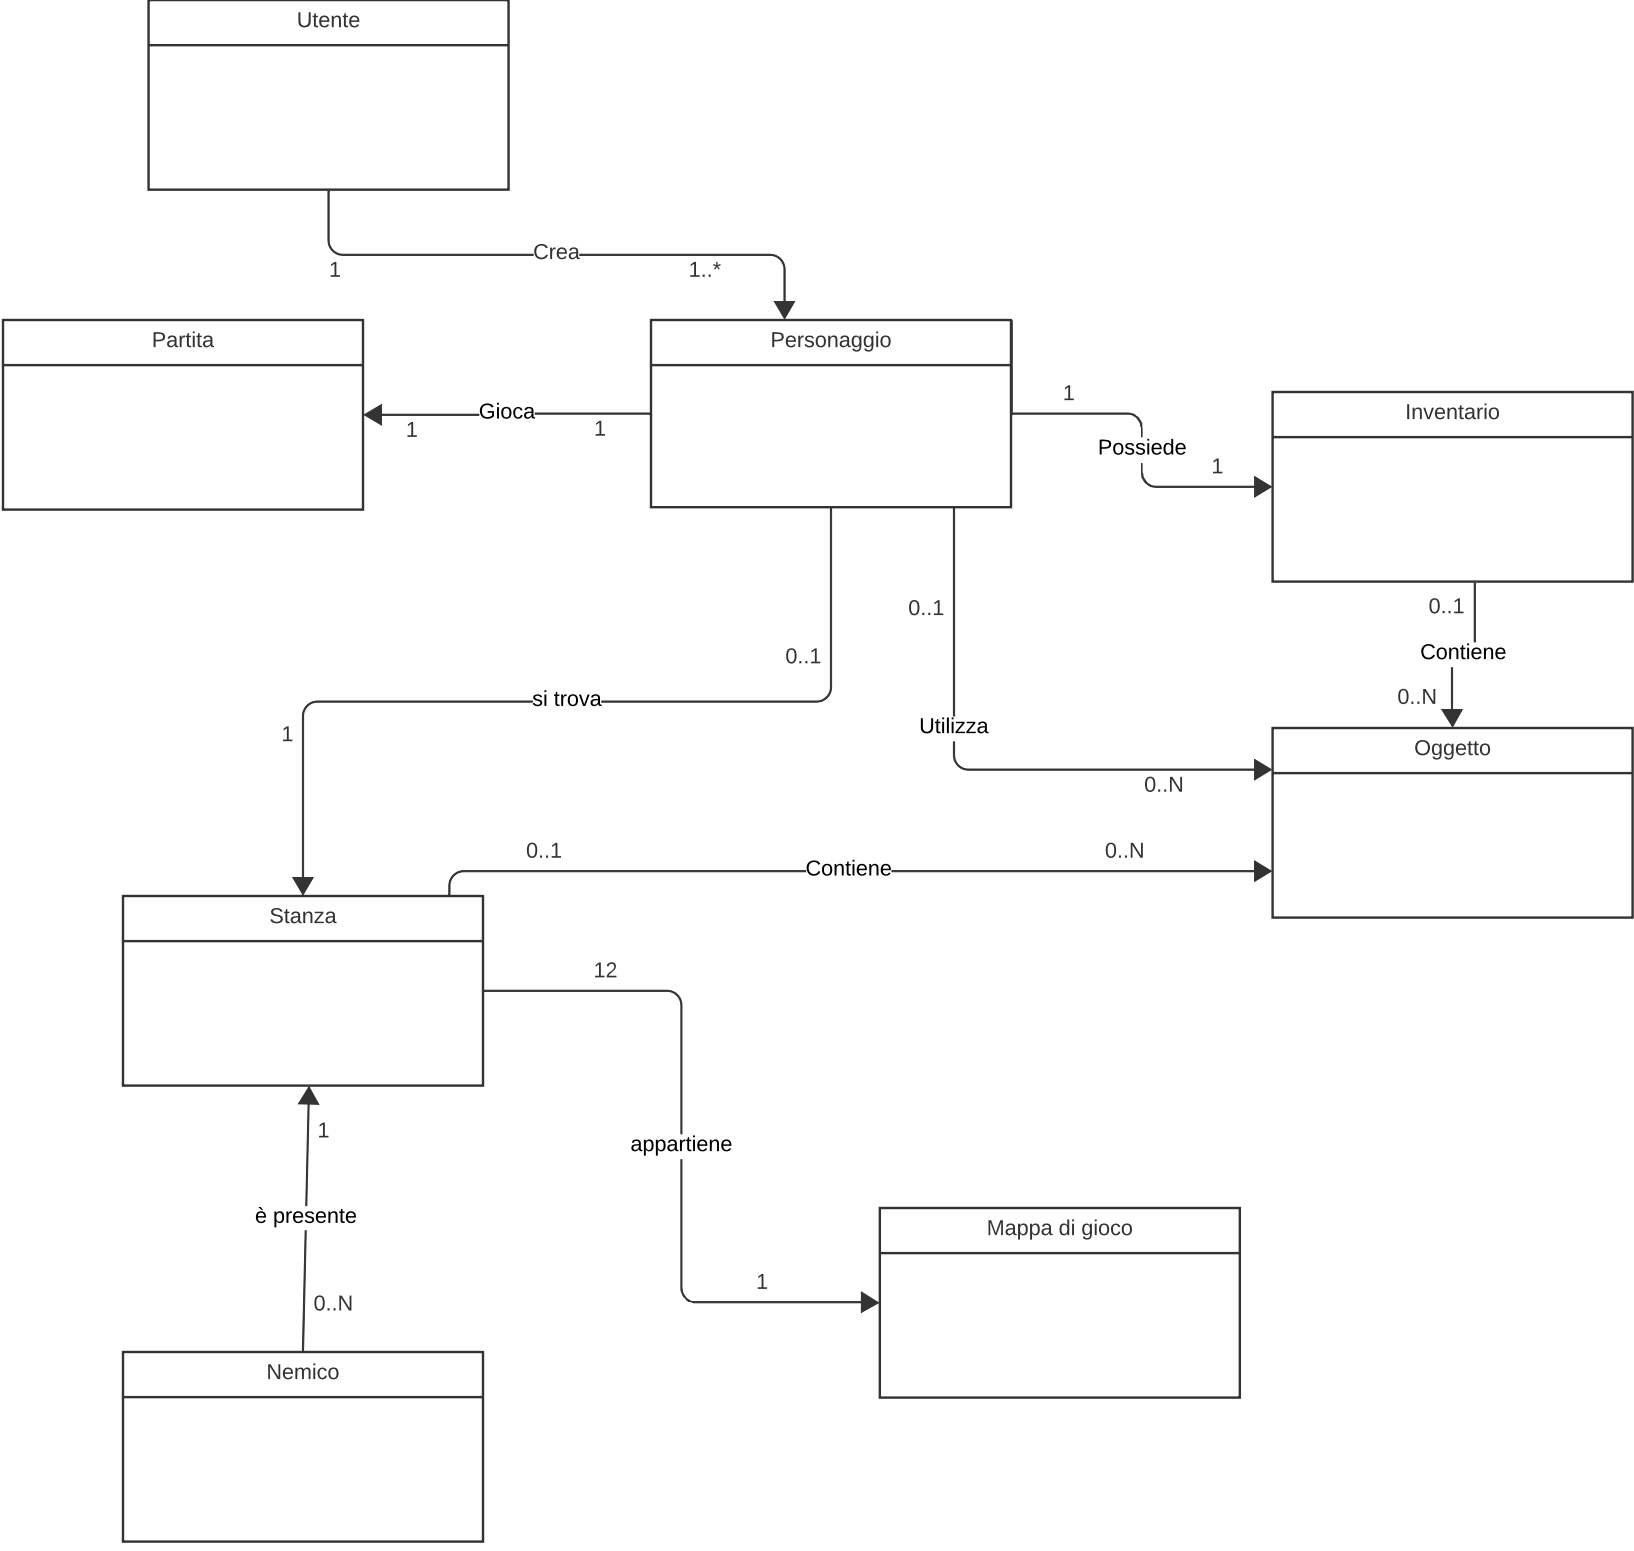 Utente
Crea
1
1..*
Partita
Personaggio
Gioca
1
1
1
Possiede
1
Inventario
0..1
Contiene
0..N
0..1
Utilizza
0..N
0..1
si trova
1
Oggetto
0..1
Contiene
0..N
Stanza
12
appartiene
1
1
è presente
0..N
Mappa di gioco
Nemico